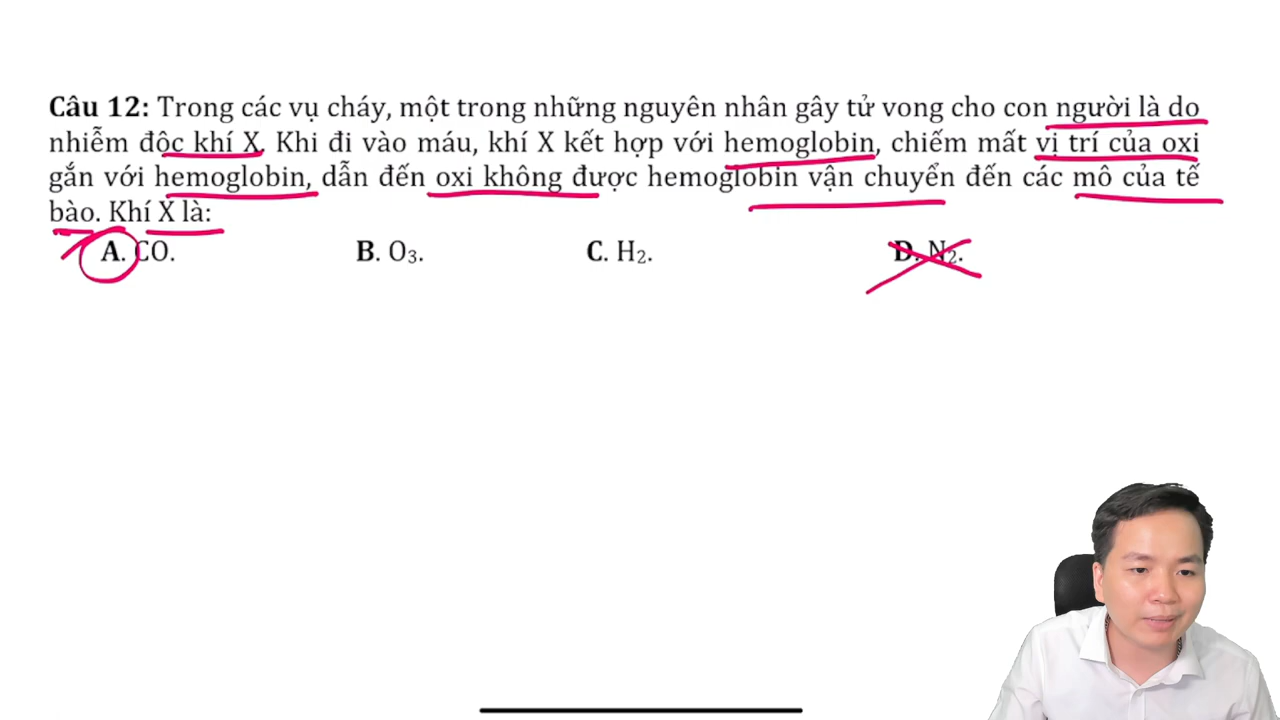 Câu 12: Trong các vụ cháy, một trong những nguyên nhân gây tử vong cho con người là do
nhiễm độc khí X. Khi đi vào máu, khí X kết hợp với hemoglobin, chiếm mất vị trí của oxi
gắn với hemoglobin, dẫn đến oxi không được hemoglobin vận chuyển đến các mô của tế
bào. Khí X là:
A. CO. B. O₃. C. H₂. D. N₂.